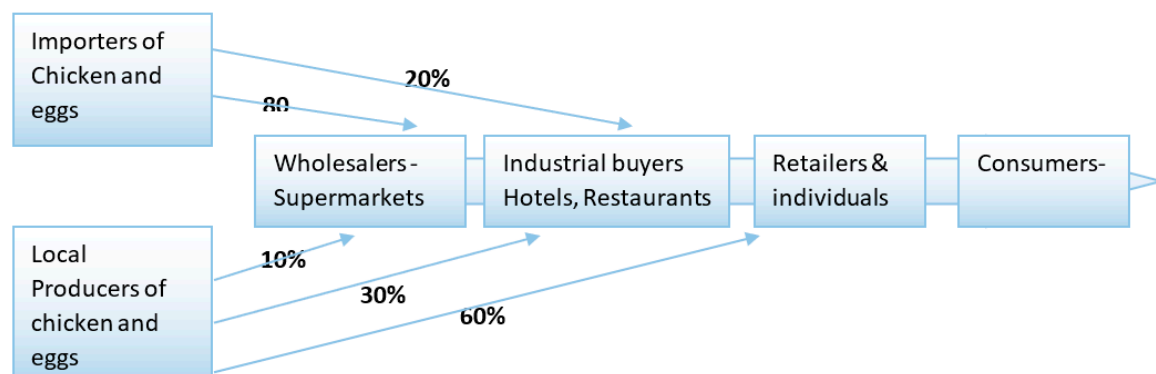 Importers of
Chicken and
eggs
20%
80
Wholesalers -
Supermarkets
Industrial buyers
Hotels, Restaurants
Retailers &
individuals
Consumers-
Local
Producers of
chicken and
eggs
10%
30%
60%